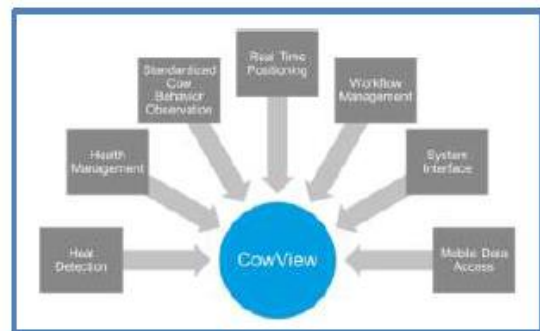 Real Time
Positioning
Standardized
Cow
Behavior
Observation
Workflow
Management
Health
Management
System
Interface
Heat
Detection
CowView
Mobile Data
Access